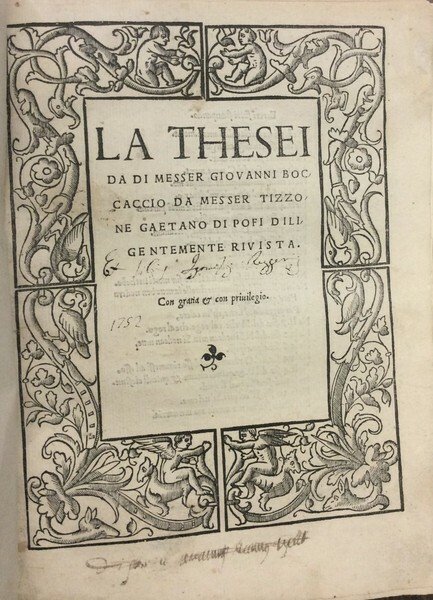 LA THESEI
DA DI MESSER GIOVANNI BOC/
CACCIO DA MESSER TIZZO/
NE GAETANO DI POFI DILI/
GENTEMENTE RIVISTA.
Con gratia & con priuilegio.
1752